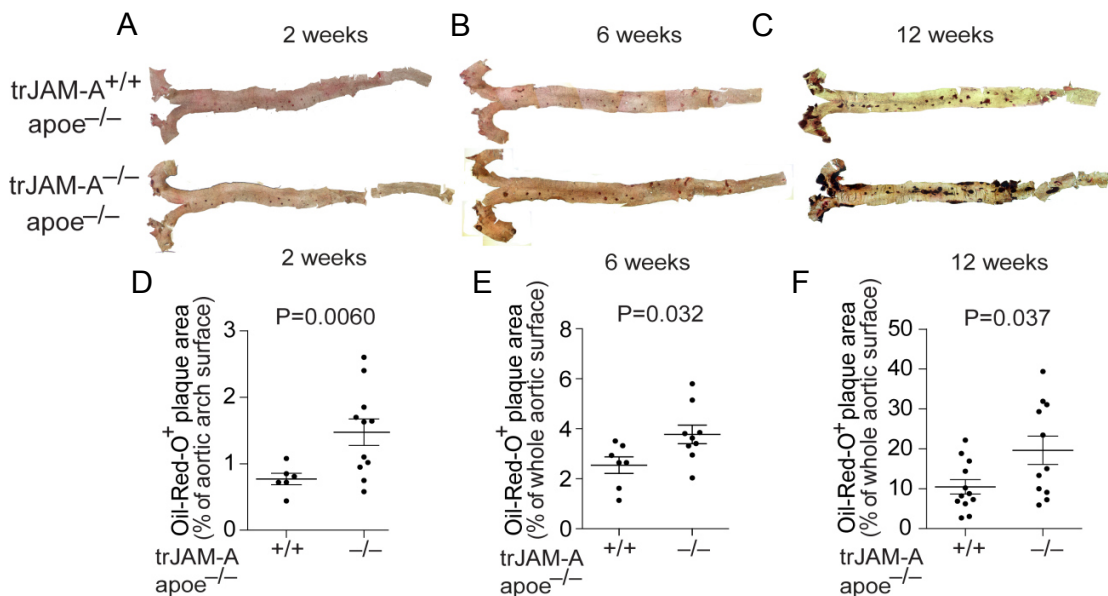 A 2 weeks B 6 weeks C 12 weeks
trJAM-A+/+
apoe–/–
trJAM-A–/–
apoe–/–
D 2 weeks E 6 weeks F 12 weeks
P=0.0060
Oil-Red-O+ plaque area
(% of aortic arch surface)
3
2
1
0
+/+ –/–
trJAM-A
apoe–/–
P=0.032
Oil-Red-O+ plaque area
(% of whole aortic surface)
8
6
4
2
0
+/+ –/–
trJAM-A
apoe–/–
P=0.037
Oil-Red-O+ plaque area
(% of whole aortic surface)
50
40
30
20
10
0
+/+ –/–
trJAM-A
apoe–/–